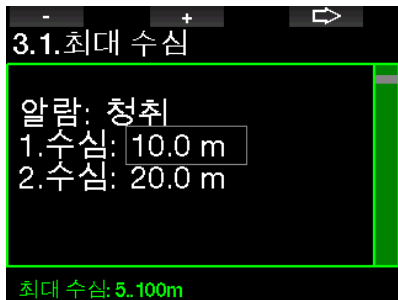 - + ⇨
3.1.최대 수심
알람: 청취
1.수심: 10.0 m
2.수심: 20.0 m
최대 수심: 5..100m